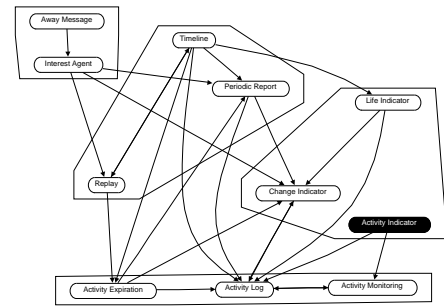 Away Message
Timeline
Interest Agent
Periodic Report
Life Indicator
Replay
Change Indicator
Activity Indicator
Activity Expiration
Activity Log
Activity Monitoring